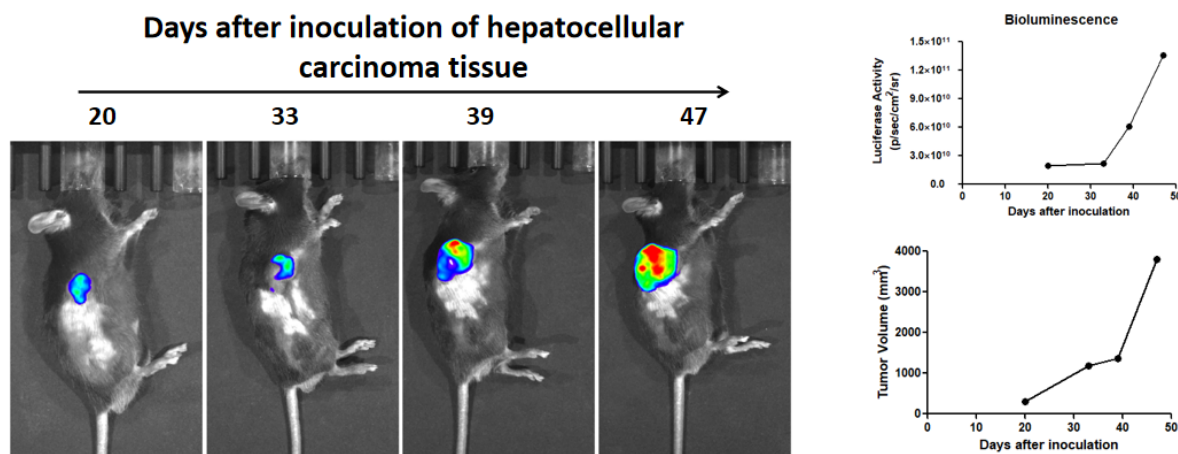 Days after inoculation of hepatocellular
carcinoma tissue
20 33 39 47
Bioluminescence
Luciferase Activity
(p/sec/cm²/sr)
1.5×10¹¹
1.2×10¹¹
9.0×10¹⁰
6.0×10¹⁰
3.0×10¹⁰
0.0
0 10 20 30 40 50
Days after inoculation
Tumor Volume (mm³)
4000
3000
2000
1000
0
0 10 20 30 40 50
Days after inoculation